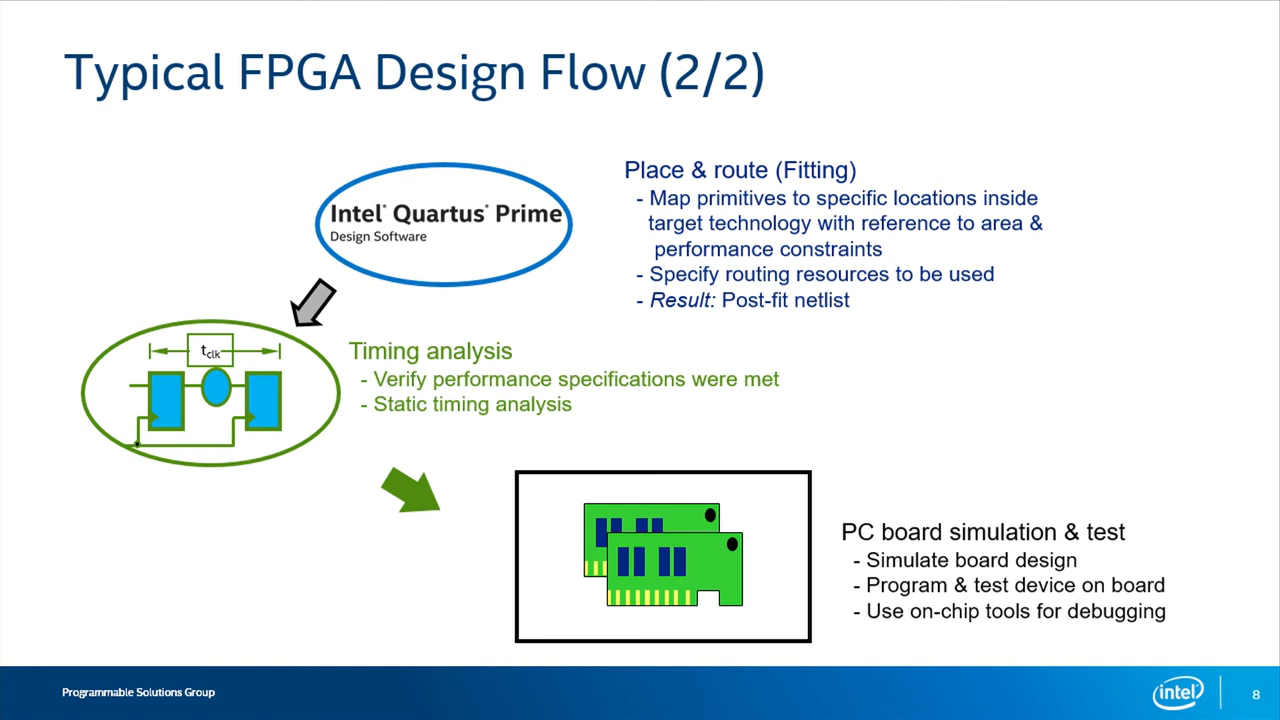 Typical FPGA Design Flow (2/2)
Intel® Quartus® Prime
Design Software
Place & route (Fitting)
- Map primitives to specific locations inside
target technology with reference to area &
performance constraints
- Specify routing resources to be used
- Result: Post-fit netlist
tclk
Timing analysis
- Verify performance specifications were met
- Static timing analysis
PC board simulation & test
- Simulate board design
- Program & test device on board
- Use on-chip tools for debugging
Programmable Solutions Group
intel
8